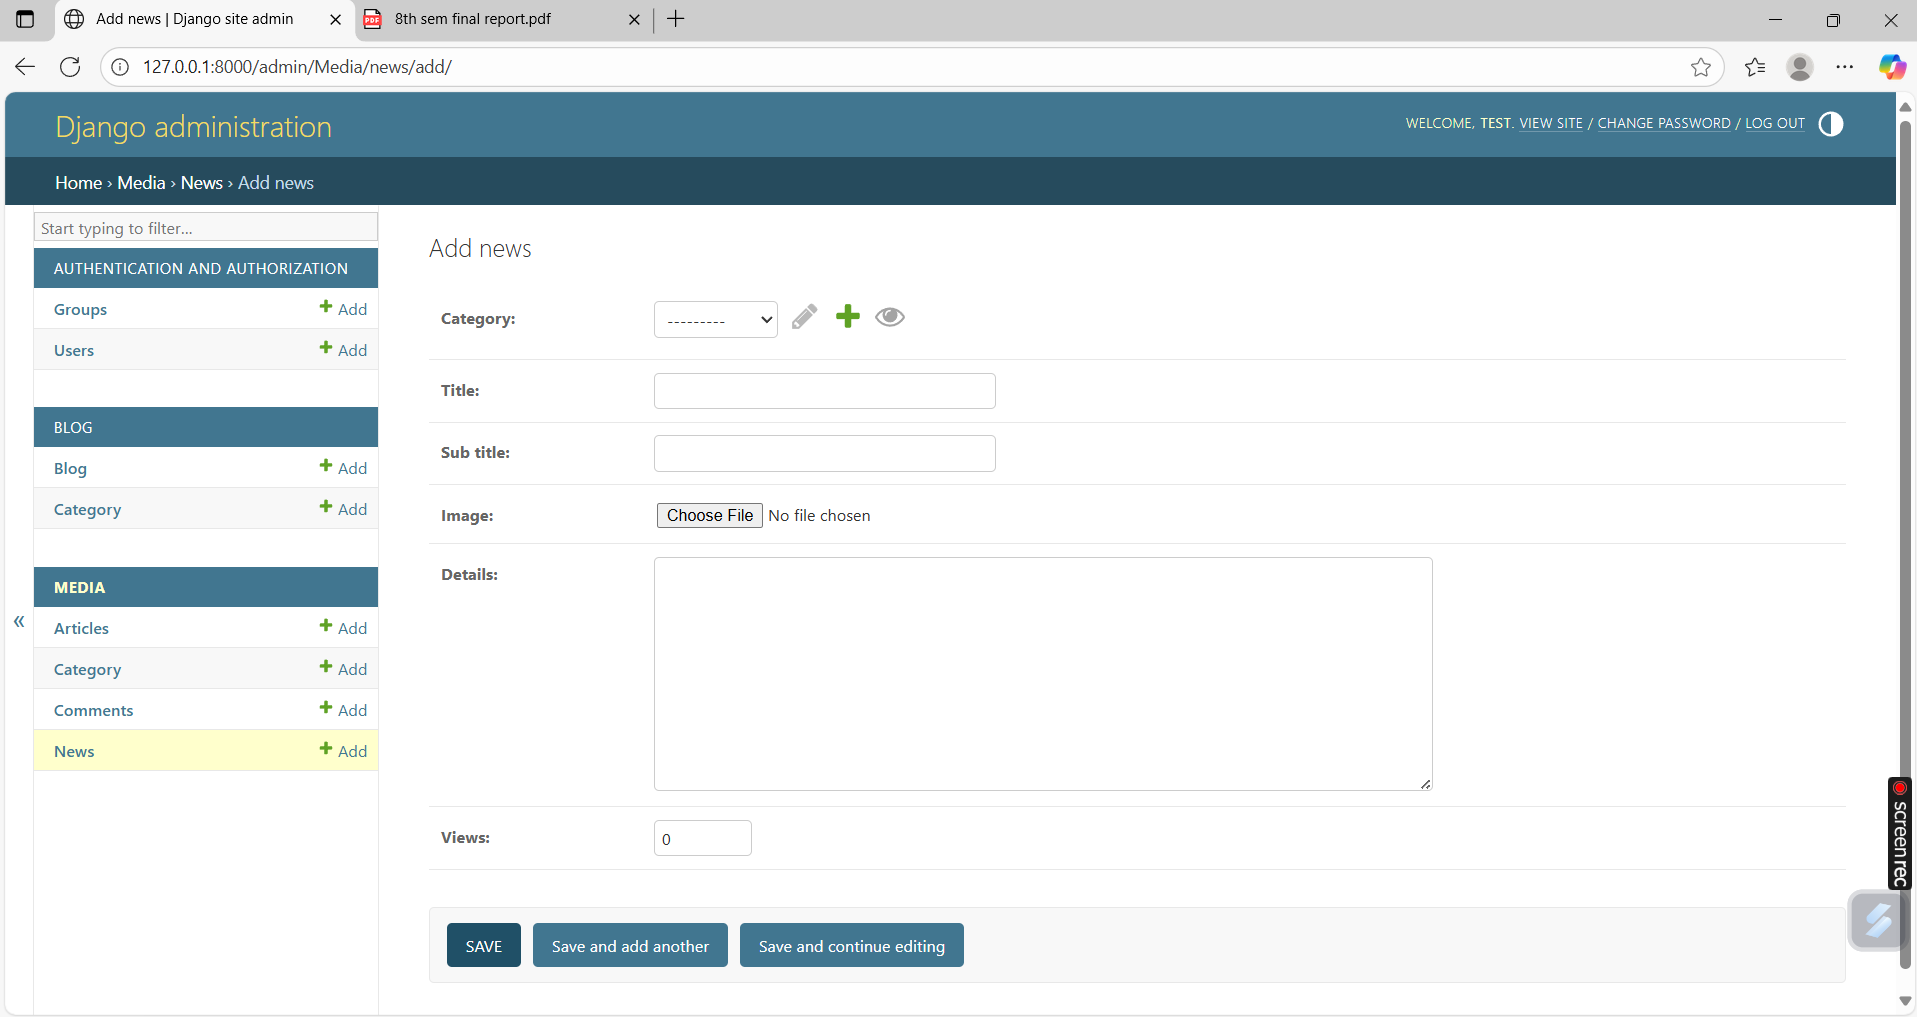 Add news | Django site admin
8th sem final report.pdf
127.0.0.1:8000/admin/Media/news/add/
Django administration
WELCOME, TEST. VIEW SITE / CHANGE PASSWORD / LOG OUT
Home › Media › News › Add news
Start typing to filter...
AUTHENTICATION AND AUTHORIZATION
Groups + Add
Users + Add
BLOG
Blog + Add
Category + Add
MEDIA
Articles + Add
Category + Add
Comments + Add
News + Add
«
Add news
Category: ---------
Title:
Sub title:
Image: Choose File No file chosen
Details:
Views: 0
SAVE Save and add another Save and continue editing
screenrec